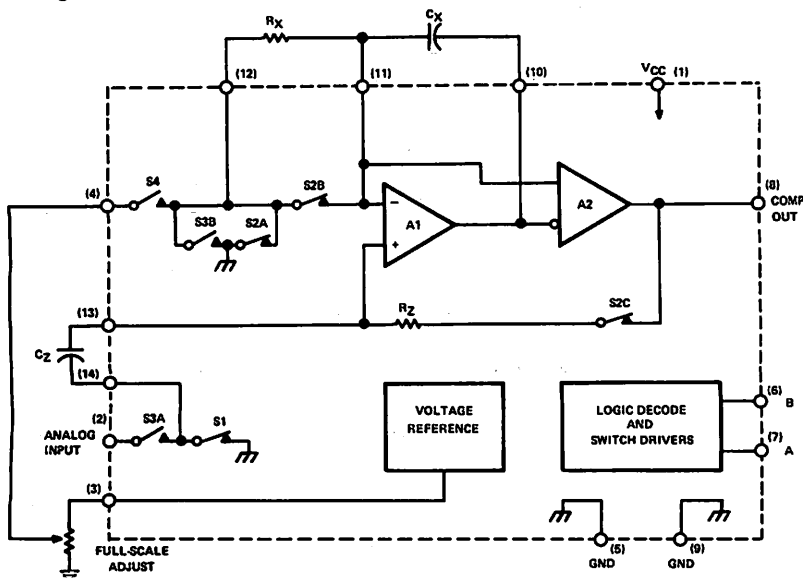 RX
CX
(12)
(11)
(10)
VCC (1)
(4)
S4
S2B
S3B
S2A
A1
−
+
A2
(8)
COMP
OUT
(13)
RZ
S2C
CZ
(14)
(2)
ANALOG
INPUT
S3A
S1
VOLTAGE
REFERENCE
LOGIC DECODE
AND
SWITCH DRIVERS
(6)
B
(7)
A
(3)
FULL-SCALE
ADJUST
(5)
GND
(9)
GND